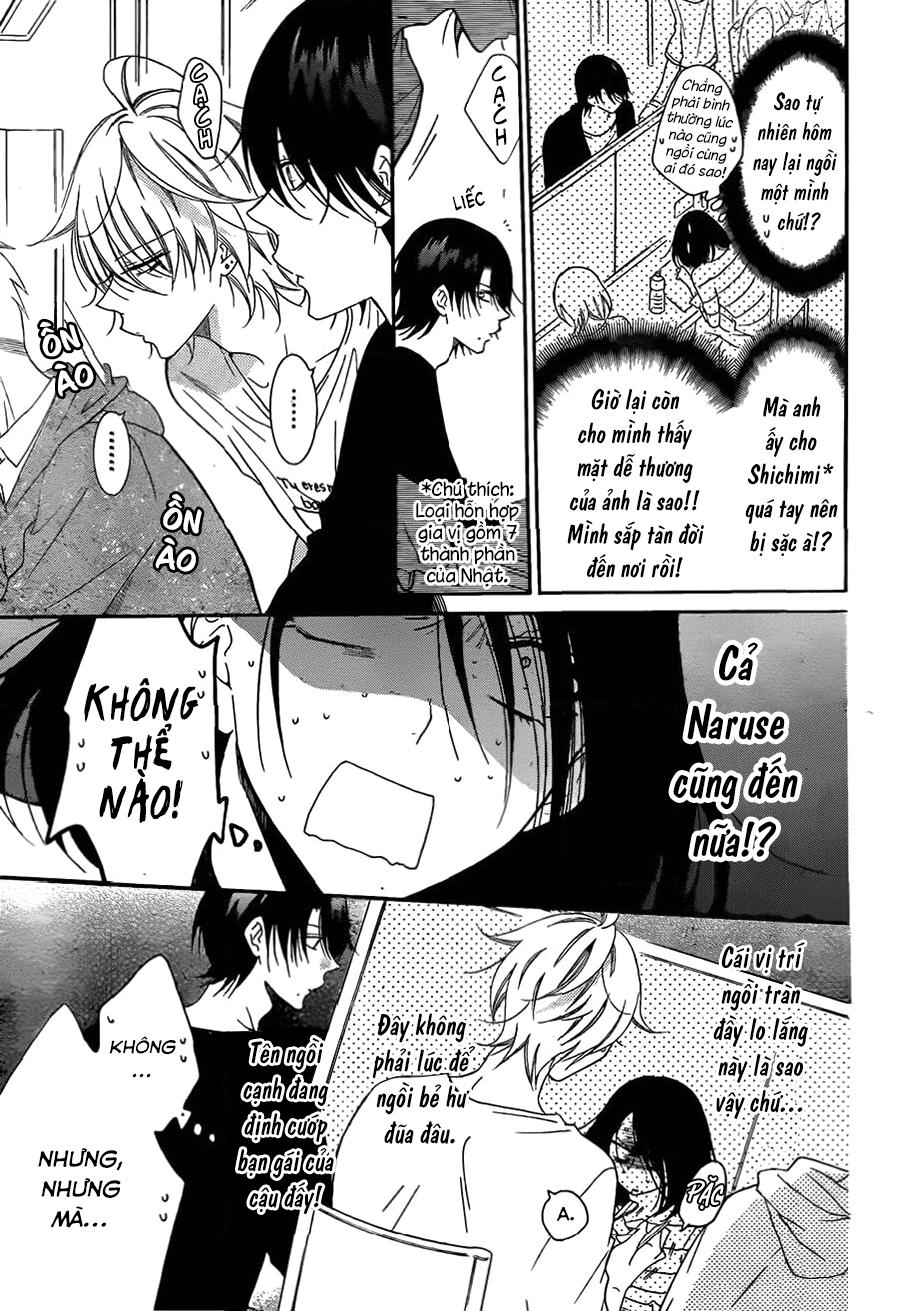 Sao tự
nhiên hôm
nay lại ngồi
một mình
chứ!?
Chẳng
phải bình
thường lúc
nào cũng
ngồi cùng
ai đó sao!
Mà anh
ấy cho
Shichimi*
quá tay nên
bị sặc à!?
Giờ lại còn
cho mình thấy
mặt dễ thương
của ảnh là sao!!
Mình sắp tàn đời
đến nơi rồi!
CẠCH
LIẾC
*Chú thích:
Loại hỗn hợp
gia vị gồm 7
thành phần
của Nhật.
CẠCH
ỒN
ÀO
ỒN
ÀO
Cả
Naruse
cũng đến
nữa!?
KHÔNG
THỂ
NÀO!
Cái vị trí
ngồi tràn
đầy lo lắng
này là sao
vậy chứ...
PẶC
A.
Đây không
phải lúc để
ngồi bẻ hư
đũa đâu.
Tên ngồi
cạnh đang
định cướp
bạn gái của
cậu đấy!
KHÔNG
...
NHƯNG,
NHƯNG
MÀ...